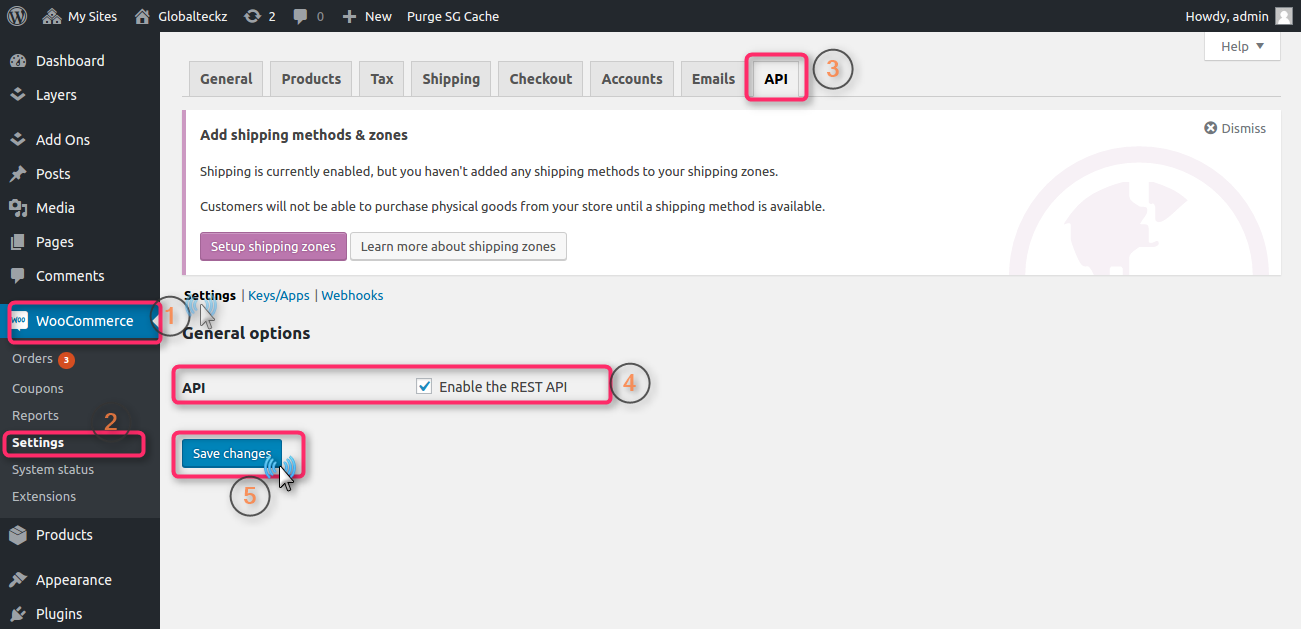 My Sites Globalteckz 2 0 New Purge SG Cache Howdy, admin
Help
Dashboard
Layers
Add Ons
Posts
Media
Pages
Comments
WooCommerce 1
Orders 3
Coupons
Reports
2
Settings
System status
Extensions
Products
Appearance
Plugins
General Products Tax Shipping Checkout Accounts Emails API 3
Add shipping methods & zones
Dismiss
Shipping is currently enabled, but you haven't added any shipping methods to your shipping zones.
Customers will not be able to purchase physical goods from your store until a shipping method is available.
Setup shipping zones Learn more about shipping zones
Settings | Keys/Apps | Webhooks
General options
API Enable the REST API 4
Save changes
5